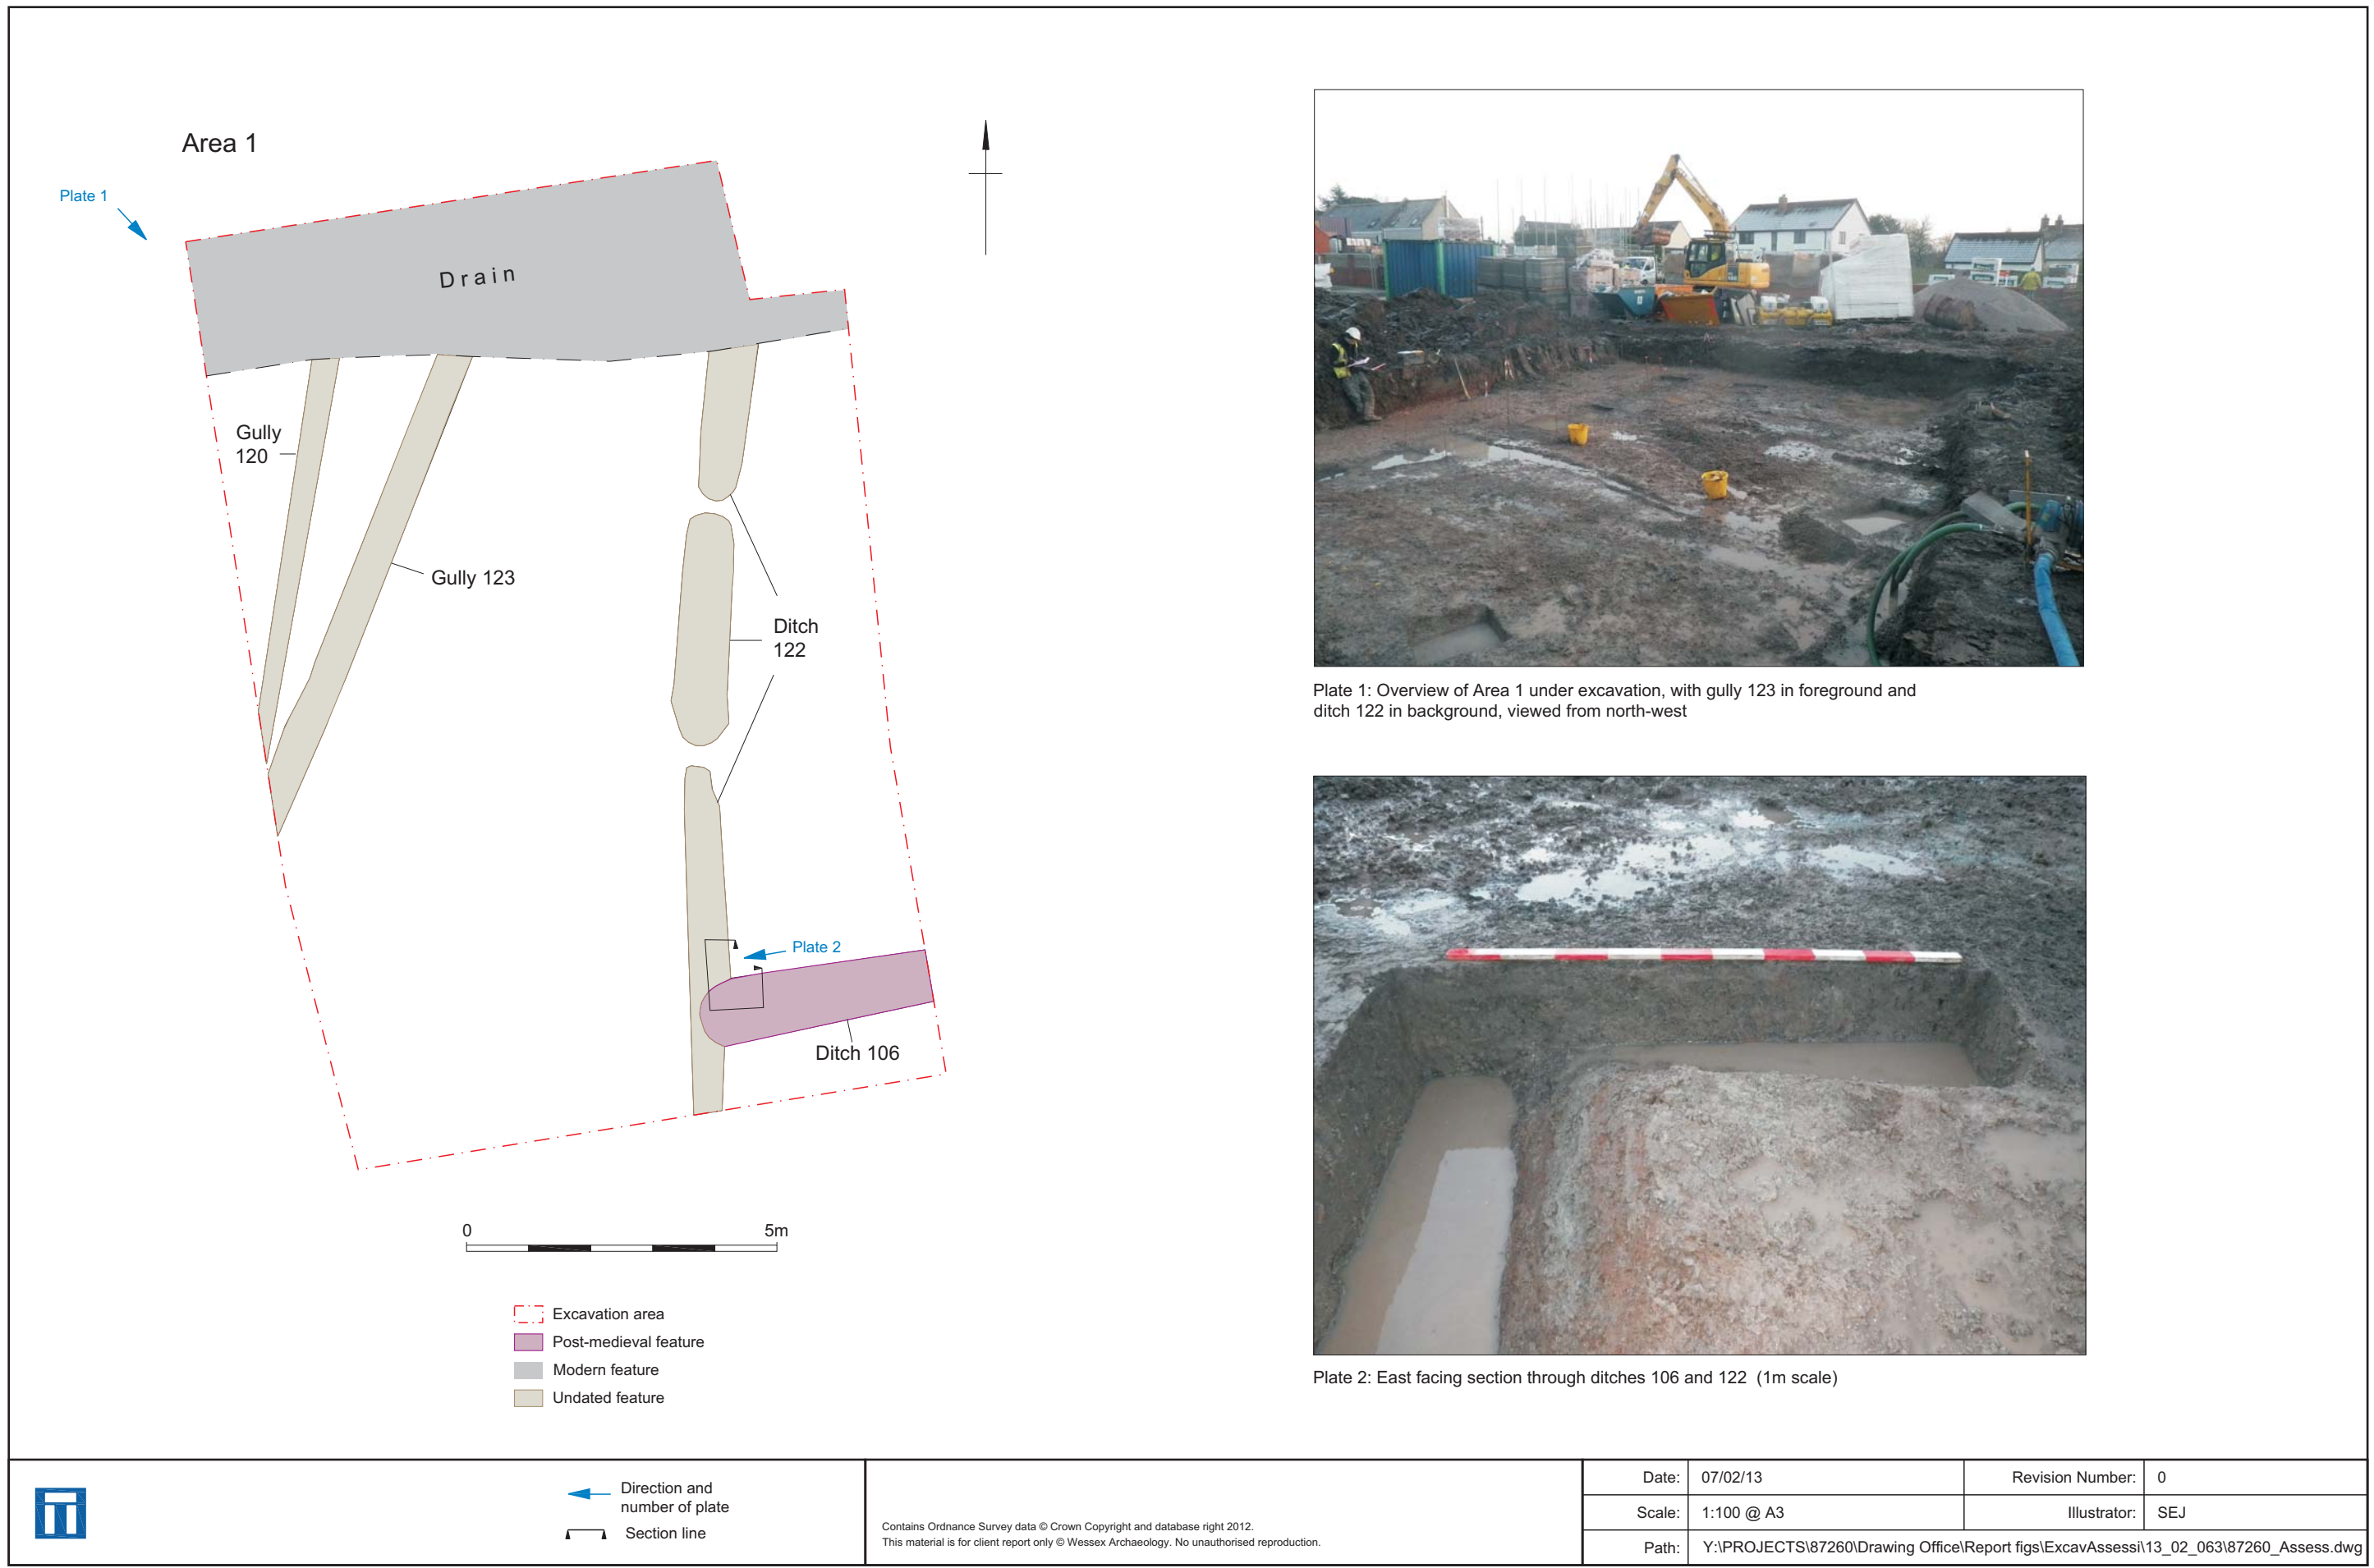 Area 1
Plate 1
Drain
Gully
120
Gully 123
Ditch
122
Plate 2
Ditch 106
0 5m
Excavation area
Post-medieval feature
Modern feature
Undated feature
Plate 1: Overview of Area 1 under excavation, with gully 123 in foreground and
ditch 122 in background, viewed from north-west
Plate 2: East facing section through ditches 106 and 122 (1m scale)
Direction and
number of plate
Section line
Contains Ordnance Survey data © Crown Copyright and database right 2012.
This material is for client report only © Wessex Archaeology. No unauthorised reproduction.
Date: 07/02/13 Revision Number: 0
Scale: 1:100 @ A3 Illustrator: SEJ
Path: Y:\PROJECTS\87260\Drawing Office\Report figs\ExcavAssessi\13_02_063\87260_Assess.dwg